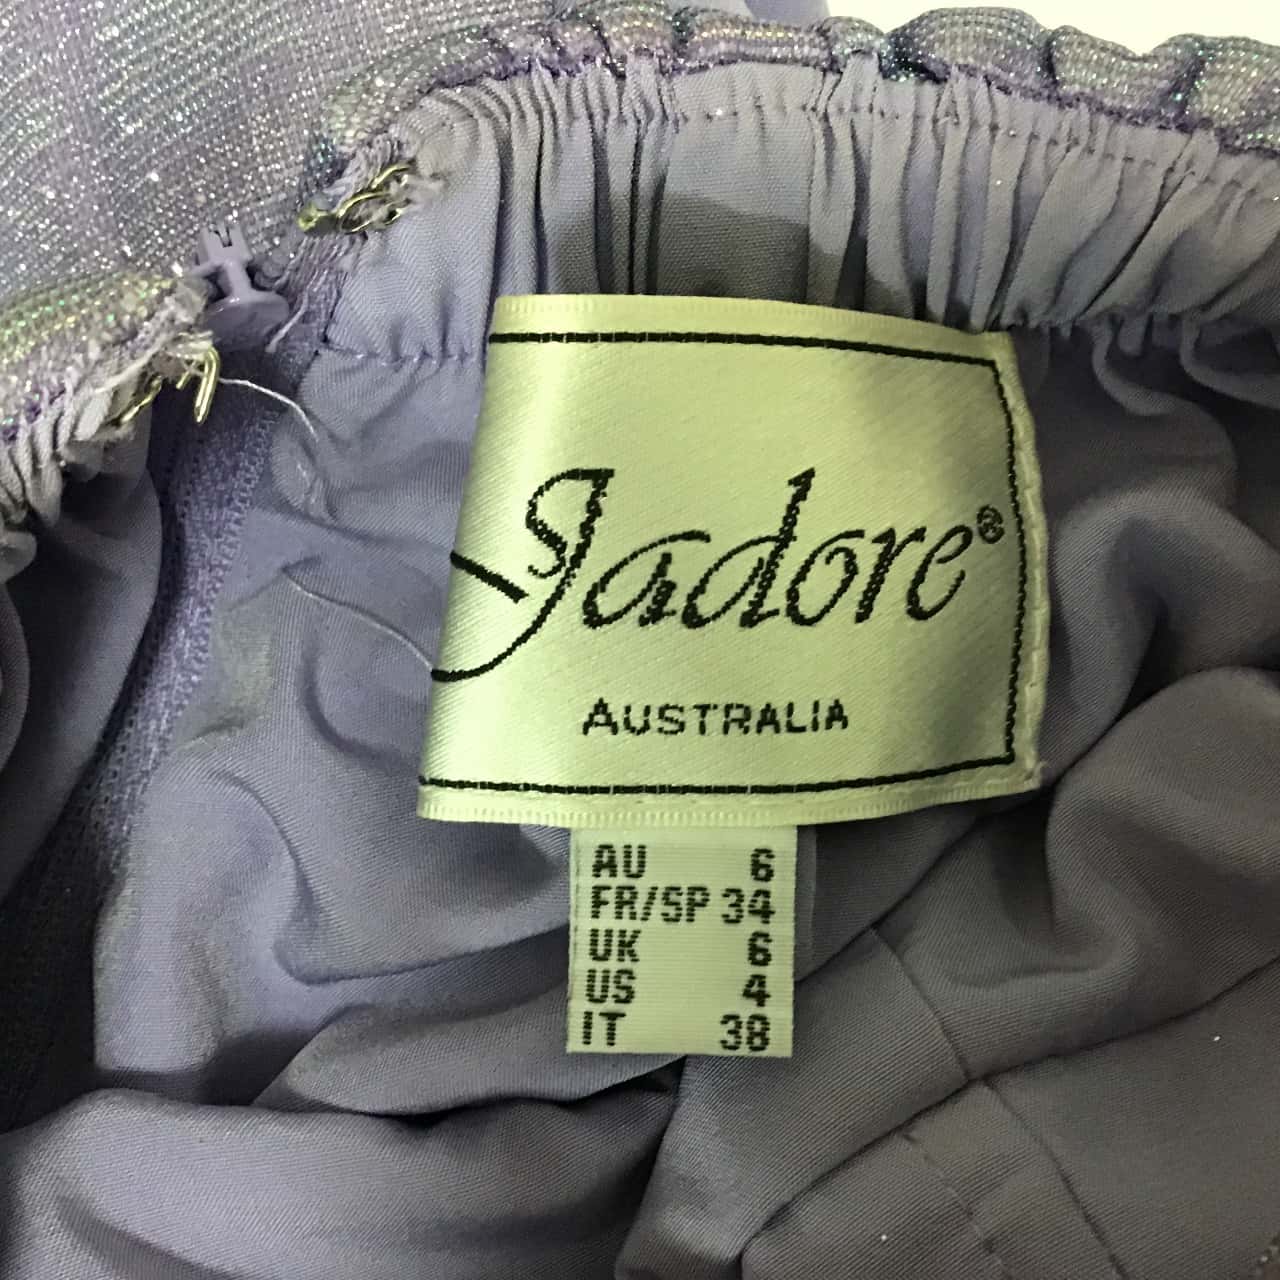 Jadore®
AUSTRALIA
AU 6
FR/SP 34
UK 6
US 4
IT 38